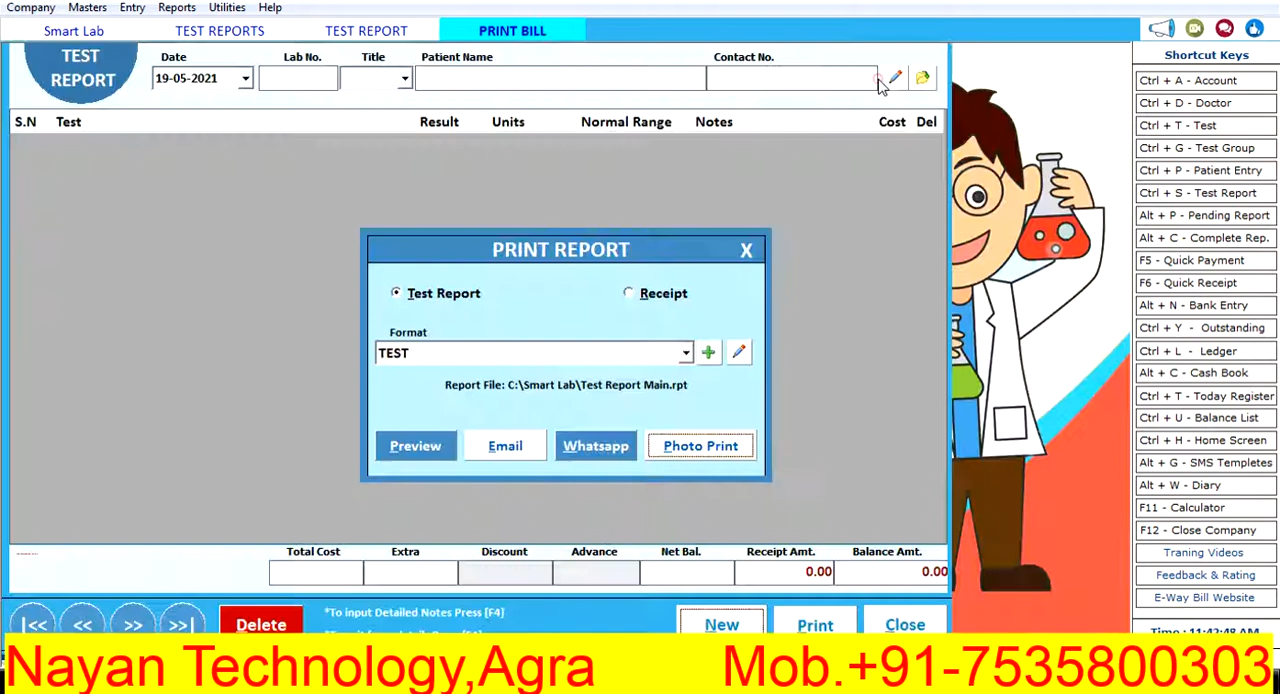 Company Masters Entry Reports Utilities Help
Smart Lab TEST REPORTS TEST REPORT PRINT BILL
TEST REPORT
Date Lab No. Title Patient Name Contact No.
19-05-2021
S.N Test Result Units Normal Range Notes Cost Del
PRINT REPORT X
Test Report Receipt
Format
TEST
Report File: C:\Smart Lab\Test Report Main.rpt
Preview Email Whatsapp Photo Print
Total Cost Extra Discount Advance Net Bal. Receipt Amt. Balance Amt.
0.00 0.00
|<< << >> >>| Delete
*To input Detailed Notes Press [F4]
New Print Close
Shortcut Keys
Ctrl + A - Account
Ctrl + D - Doctor
Ctrl + T - Test
Ctrl + G - Test Group
Ctrl + P - Patient Entry
Ctrl + S - Test Report
Alt + P - Pending Report
Alt + C - Complete Rep.
F5 - Quick Payment
F6 - Quick Receipt
Alt + N - Bank Entry
Ctrl + Y - Outstanding
Ctrl + L - Ledger
Alt + C - Cash Book
Ctrl + T - Today Register
Ctrl + U - Balance List
Ctrl + H - Home Screen
Alt + G - SMS Templetes
Alt + W - Diary
F11 - Calculator
F12 - Close Company
Traning Videos
Feedback & Rating
E-Way Bill Website
Time : 11:42:48 AM
Nayan Technology,Agra Mob.+91-7535800303